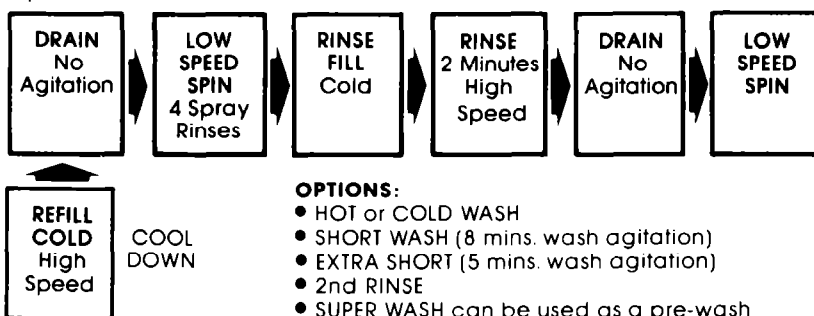 DRAIN
No
Agitation
LOW
SPEED
SPIN
4 Spray
Rinses
RINSE
FILL
Cold
RINSE
2 Minutes
High
Speed
DRAIN
No
Agitation
LOW
SPEED
SPIN
REFILL
COLD
High
Speed
COOL
DOWN
OPTIONS:
● HOT or COLD WASH
● SHORT WASH (8 mins. wash agitation)
● EXTRA SHORT (5 mins. wash agitation)
● 2nd RINSE
● SUPER WASH can be used as a pre-wash